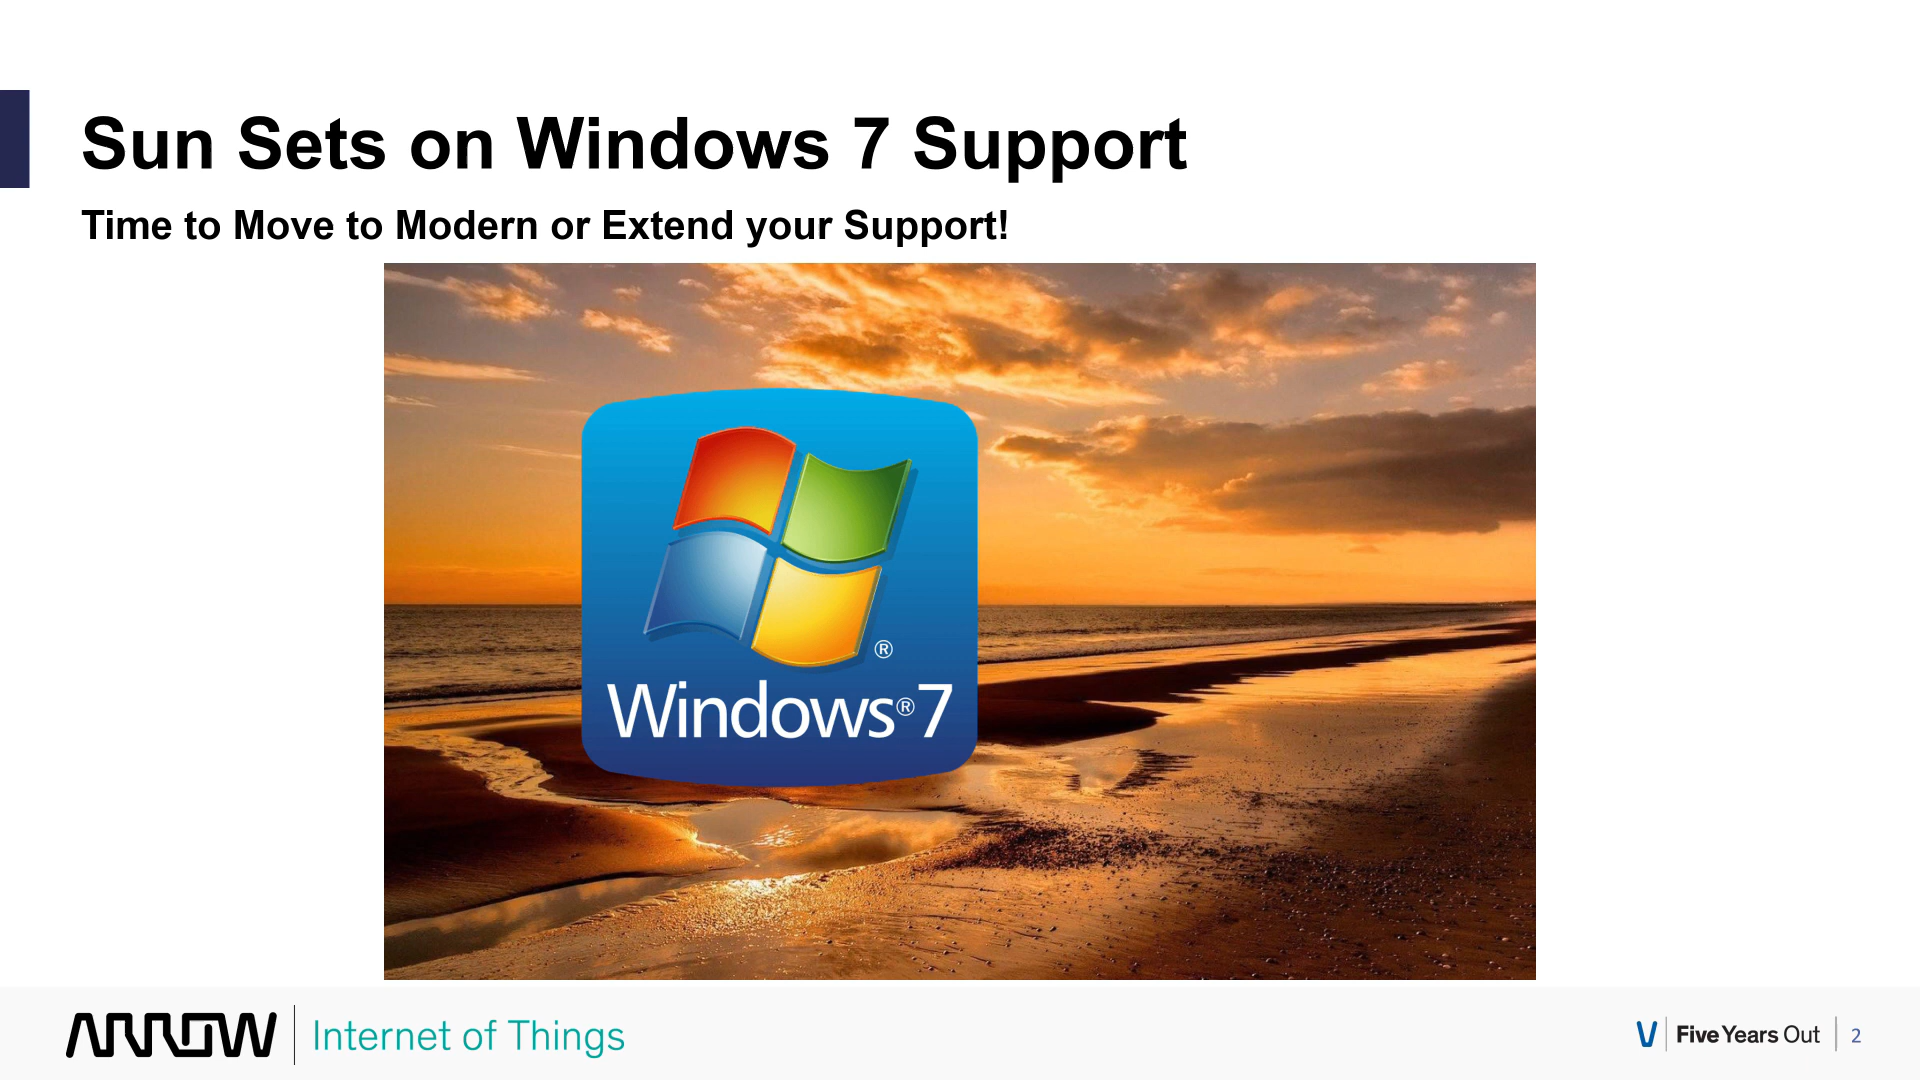 Sun Sets on Windows 7 Support
Time to Move to Modern or Extend your Support!
®
Windows®7
ARROW
Internet of Things
Five Years Out
2